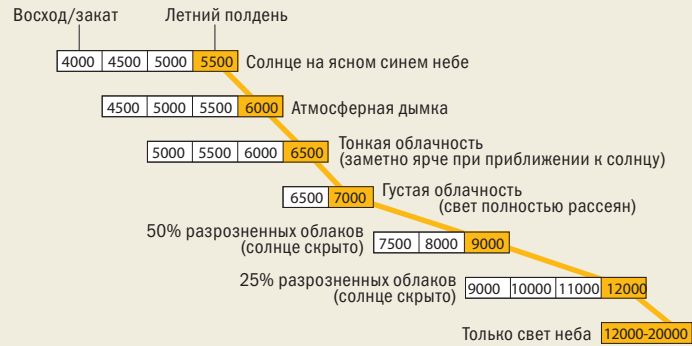 Восход/закат Летний полдень
4000 4500 5000 5500 Солнце на ясном синем небе
4500 5000 5500 6000 Атмосферная дымка
5000 5500 6000 6500 Тонкая облачность
(заметно ярче при приближении к солнцу)
6500 7000 Густая облачность
(свет полностью рассеян)
50% разрозненных облаков
(солнце скрыто) 7500 8000 9000
25% разрозненных облаков
(солнце скрыто) 9000 10000 11000 12000
Только свет неба 12000-20000